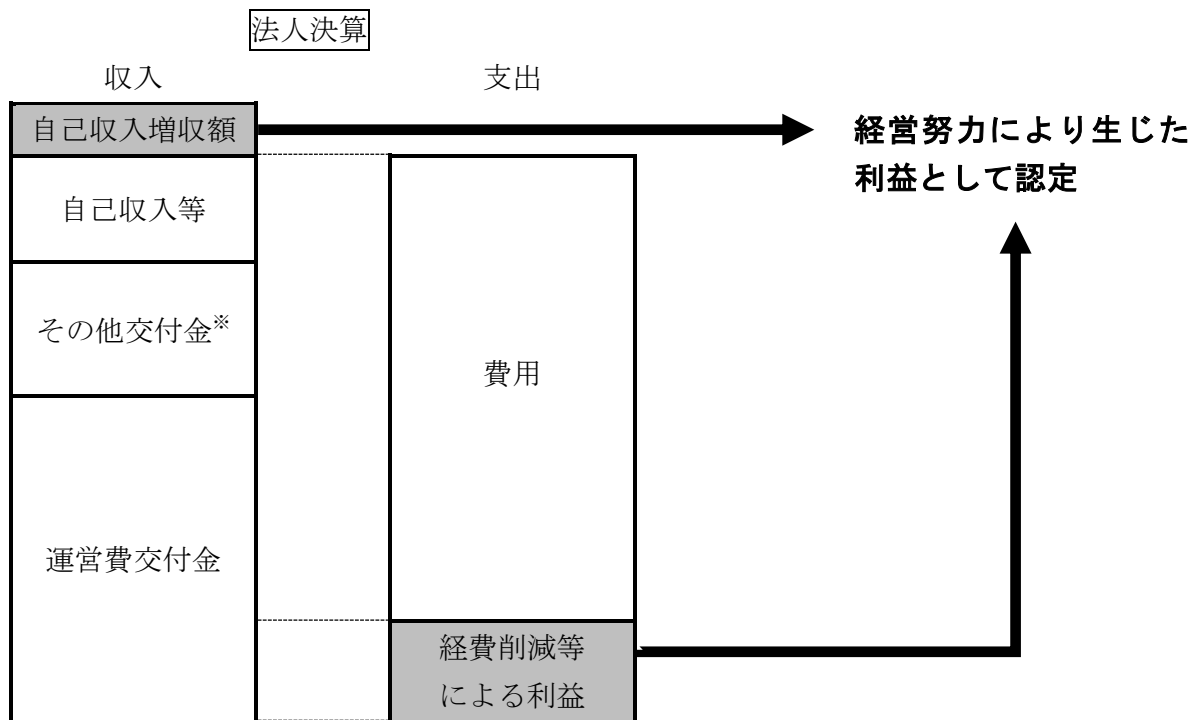 法人決算
収入
支出
自己収入増収額
経営努力により生じた
利益として認定
自己収入等
その他交付金※
費用
運営費交付金
経費削減等
による利益